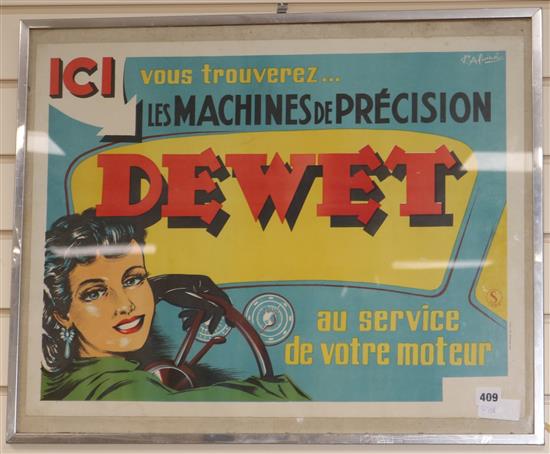 ICI vous trouverez...
LES MACHINES DE PRÉCISION
DEWET
au service
de votre moteur
409